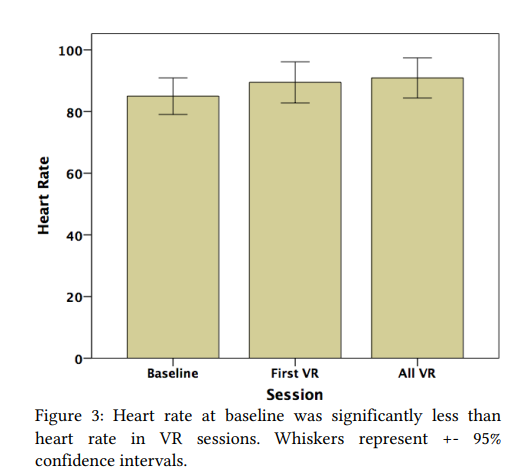 100
80
60
40
20
0
Heart Rate
Baseline
First VR
All VR
Session
Figure 3: Heart rate at baseline was significantly less than
heart rate in VR sessions. Whiskers represent +- 95%
confidence intervals.